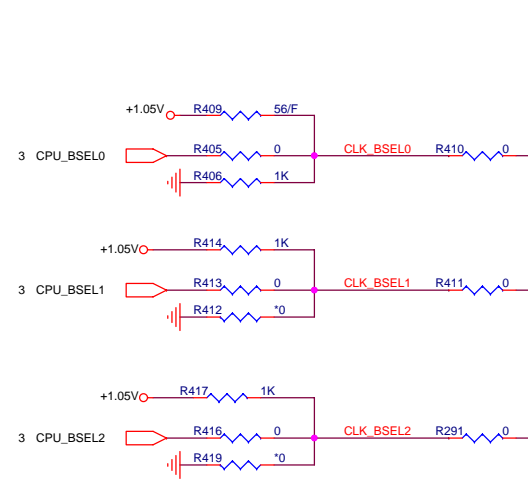 +1.05V R409 56/F
3 CPU_BSEL0 R405 0 CLK_BSEL0 R410 0
R406 1K
+1.05V R414 1K
3 CPU_BSEL1 R413 0 CLK_BSEL1 R411 0
R412 *0
+1.05V R417 1K
3 CPU_BSEL2 R416 0 CLK_BSEL2 R291 0
R419 *0